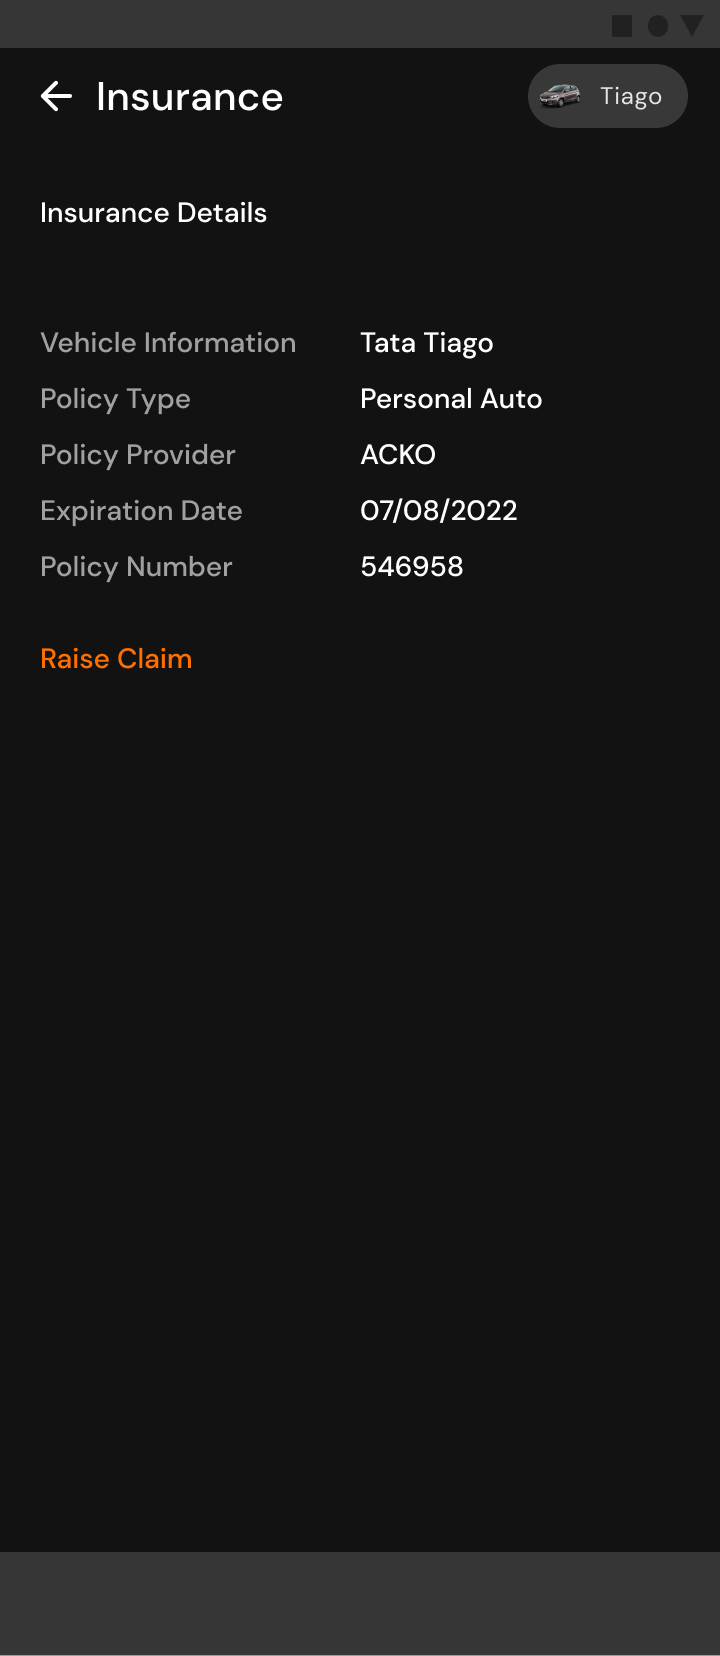 Insurance
Tiago
Insurance Details
Vehicle Information Tata Tiago
Policy Type Personal Auto
Policy Provider ACKO
Expiration Date 07/08/2022
Policy Number 546958
Raise Claim